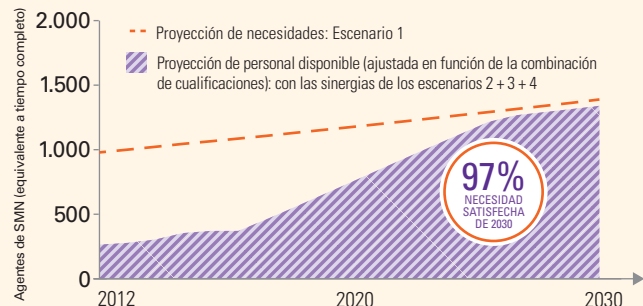 Agentes de SMN (equivalente a tiempo completo)
2.000
1.500
1.000
500
0
Proyección de necesidades: Escenario 1
Proyección de personal disponible (ajustada en función de la combinación
de cualificaciones): con las sinergias de los escenarios 2 + 3 + 4
97%
NECESIDAD
SATISFECHA
DE 2030
2012
2020
2030